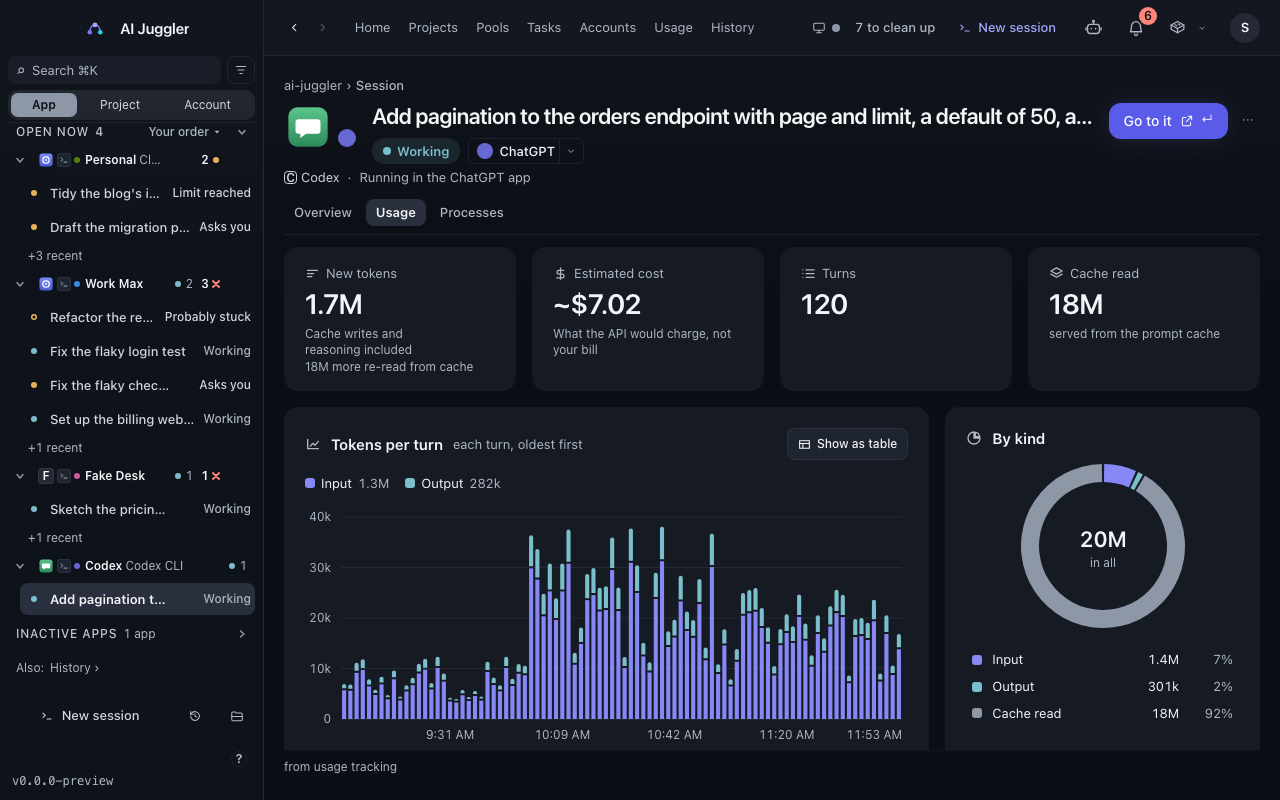 AI Juggler
Search ⌘K
App Project Account
OPEN NOW 4 Your order
Personal Cl... 2
Tidy the blog's i... Limit reached
Draft the migration p... Asks you
+3 recent
Work Max 2 3
Refactor the re... Probably stuck
Fix the flaky login test Working
Fix the flaky chec... Asks you
Set up the billing web... Working
+1 recent
F Fake Desk 1 1
Sketch the pricin... Working
+1 recent
Codex Codex CLI 1
Add pagination t... Working
INACTIVE APPS 1 app
Also: History ›
New session
?
v0.0.0-preview
Home Projects Pools Tasks Accounts Usage History
7 to clean up
New session
6
S
ai-juggler › Session
Add pagination to the orders endpoint with page and limit, a default of 50, a...
Go to it
Working ChatGPT
C Codex · Running in the ChatGPT app
Overview Usage Processes
New tokens
1.7M
Cache writes and
reasoning included
18M more re-read from cache
Estimated cost
~$7.02
What the API would charge, not
your bill
Turns
120
Cache read
18M
served from the prompt cache
Tokens per turn each turn, oldest first
Show as table
Input 1.3M Output 282k
40k
30k
20k
10k
0
9:31 AM 10:09 AM 10:42 AM 11:20 AM 11:53 AM
By kind
20M
in all
Input 1.4M 7%
Output 301k 2%
Cache read 18M 92%
from usage tracking